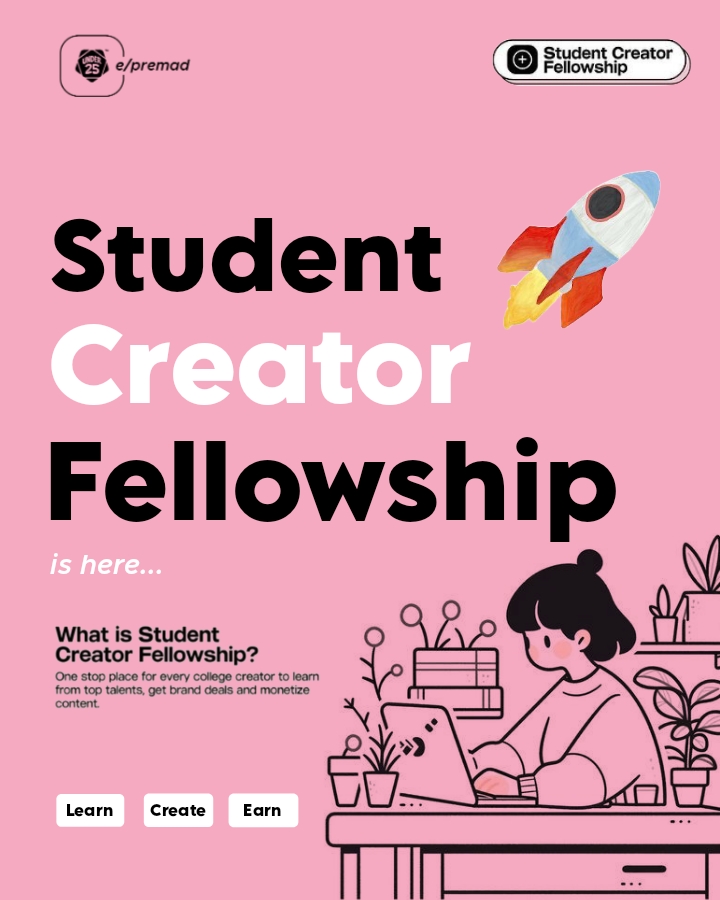 UNDER
25
e/premad
Student Creator
Fellowship
Student
Creator
Fellowship
is here...
What is Student
Creator Fellowship?
One stop place for every college creator to learn
from top talents, get brand deals and monetize
content.
Learn
Create
Earn